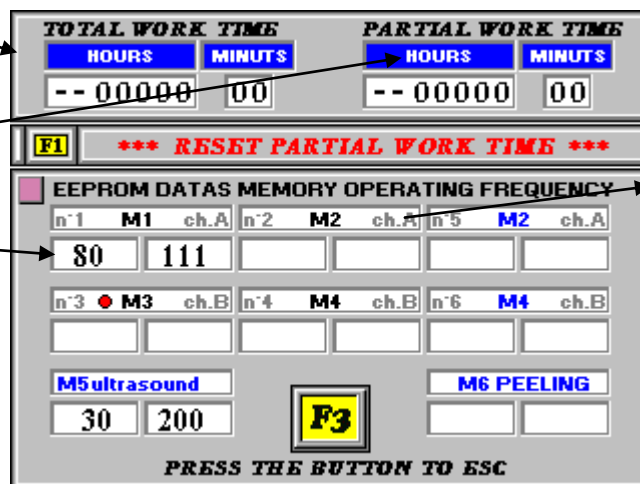 TOTAL WORK TIME PARTIAL WORK TIME
HOURS MINUTS HOURS MINUTS
--00000 00 --00000 00
F1 *** RESET PARTIAL WORK TIME ***
EEPROM DATAS MEMORY OPERATING FREQUENCY
n°1 M1 ch.A n°2 M2 ch.A n°5 M2 ch.A
80 111
n°3 M3 ch.B n°4 M4 ch.B n°6 M4 ch.B
M5ultrasound M6 PEELING
30 200 F3
PRESS THE BUTTON TO ESC